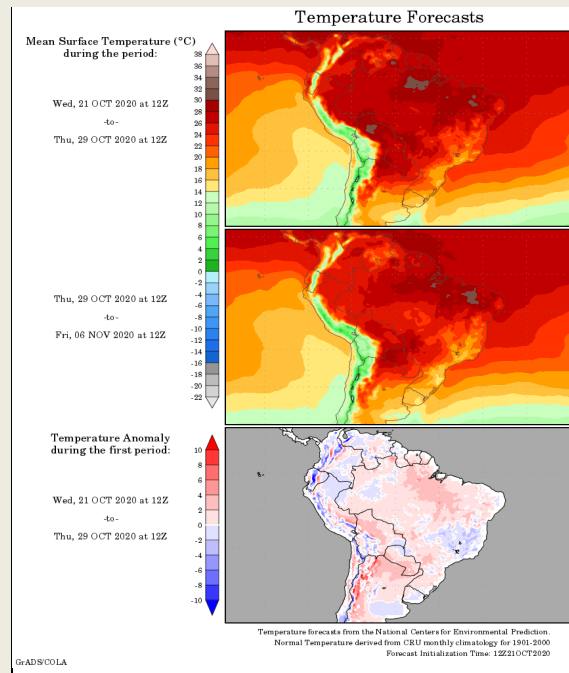 Temperature Forecasts
Mean Surface Temperature (°C)
during the period:
Wed, 21 OCT 2020 at 12Z
-to-
Thu, 29 OCT 2020 at 12Z
38
36
34
32
30
28
26
24
22
20
18
16
14
12
10
8
6
4
2
0
-2
-4
-6
-8
-10
-12
-14
-16
-18
-20
-22
Thu, 29 OCT 2020 at 12Z
-to-
Fri, 06 NOV 2020 at 12Z
Temperature Anomaly
during the first period:
Wed, 21 OCT 2020 at 12Z
-to-
Thu, 29 OCT 2020 at 12Z
10
8
6
4
2
0
-2
-4
-6
-8
-10
Temperature forecasts from the National Centers for Environmental Prediction.
Normal Temperature derived from CRU monthly climatology for 1901-2000
Forecast Initialization Time: 12Z21OCT2020
GrADS/COLA